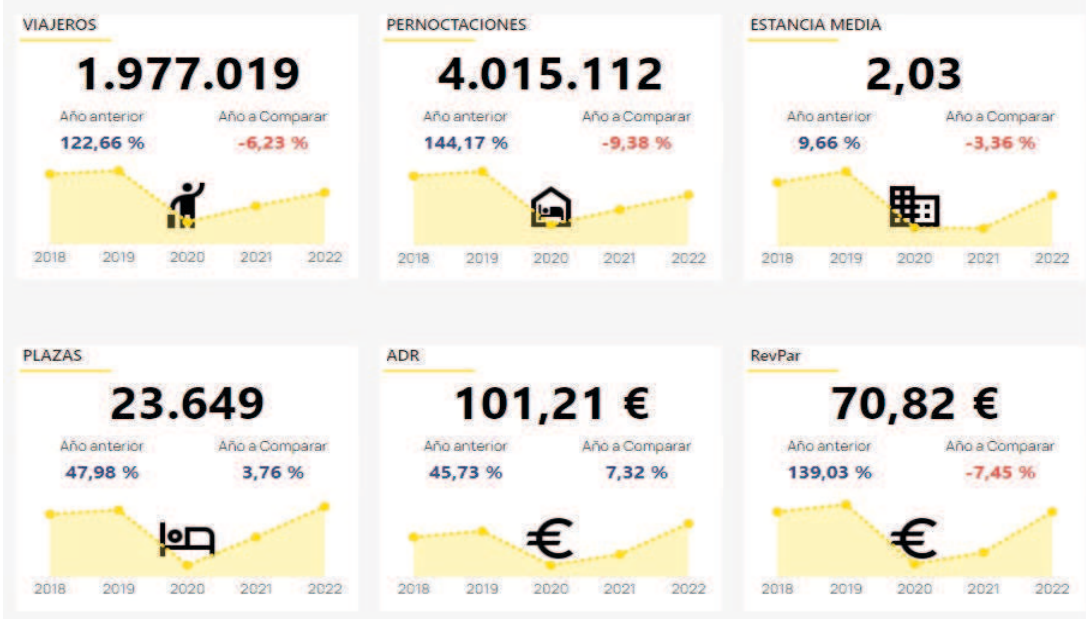 VIAJEROS
1.977.019
Año anterior Año a Comparar
122,66 % -6,23 %
2018 2019 2020 2021 2022
PERNOCTACIONES
4.015.112
Año anterior Año a Comparar
144,17 % -9,38 %
2018 2019 2020 2021 2022
ESTANCIA MEDIA
2,03
Año anterior Año a Comparar
9,66 % -3,36 %
2018 2019 2020 2021 2022
PLAZAS
23.649
Año anterior Año a Comparar
47,98 % 3,76 %
2018 2019 2020 2021 2022
ADR
101,21 €
Año anterior Año a Comparar
45,73 % 7,32 %
€
2018 2019 2020 2021 2022
RevPar
70,82 €
Año anterior Año a Comparar
139,03 % -7,45 %
€
2018 2019 2020 2021 2022